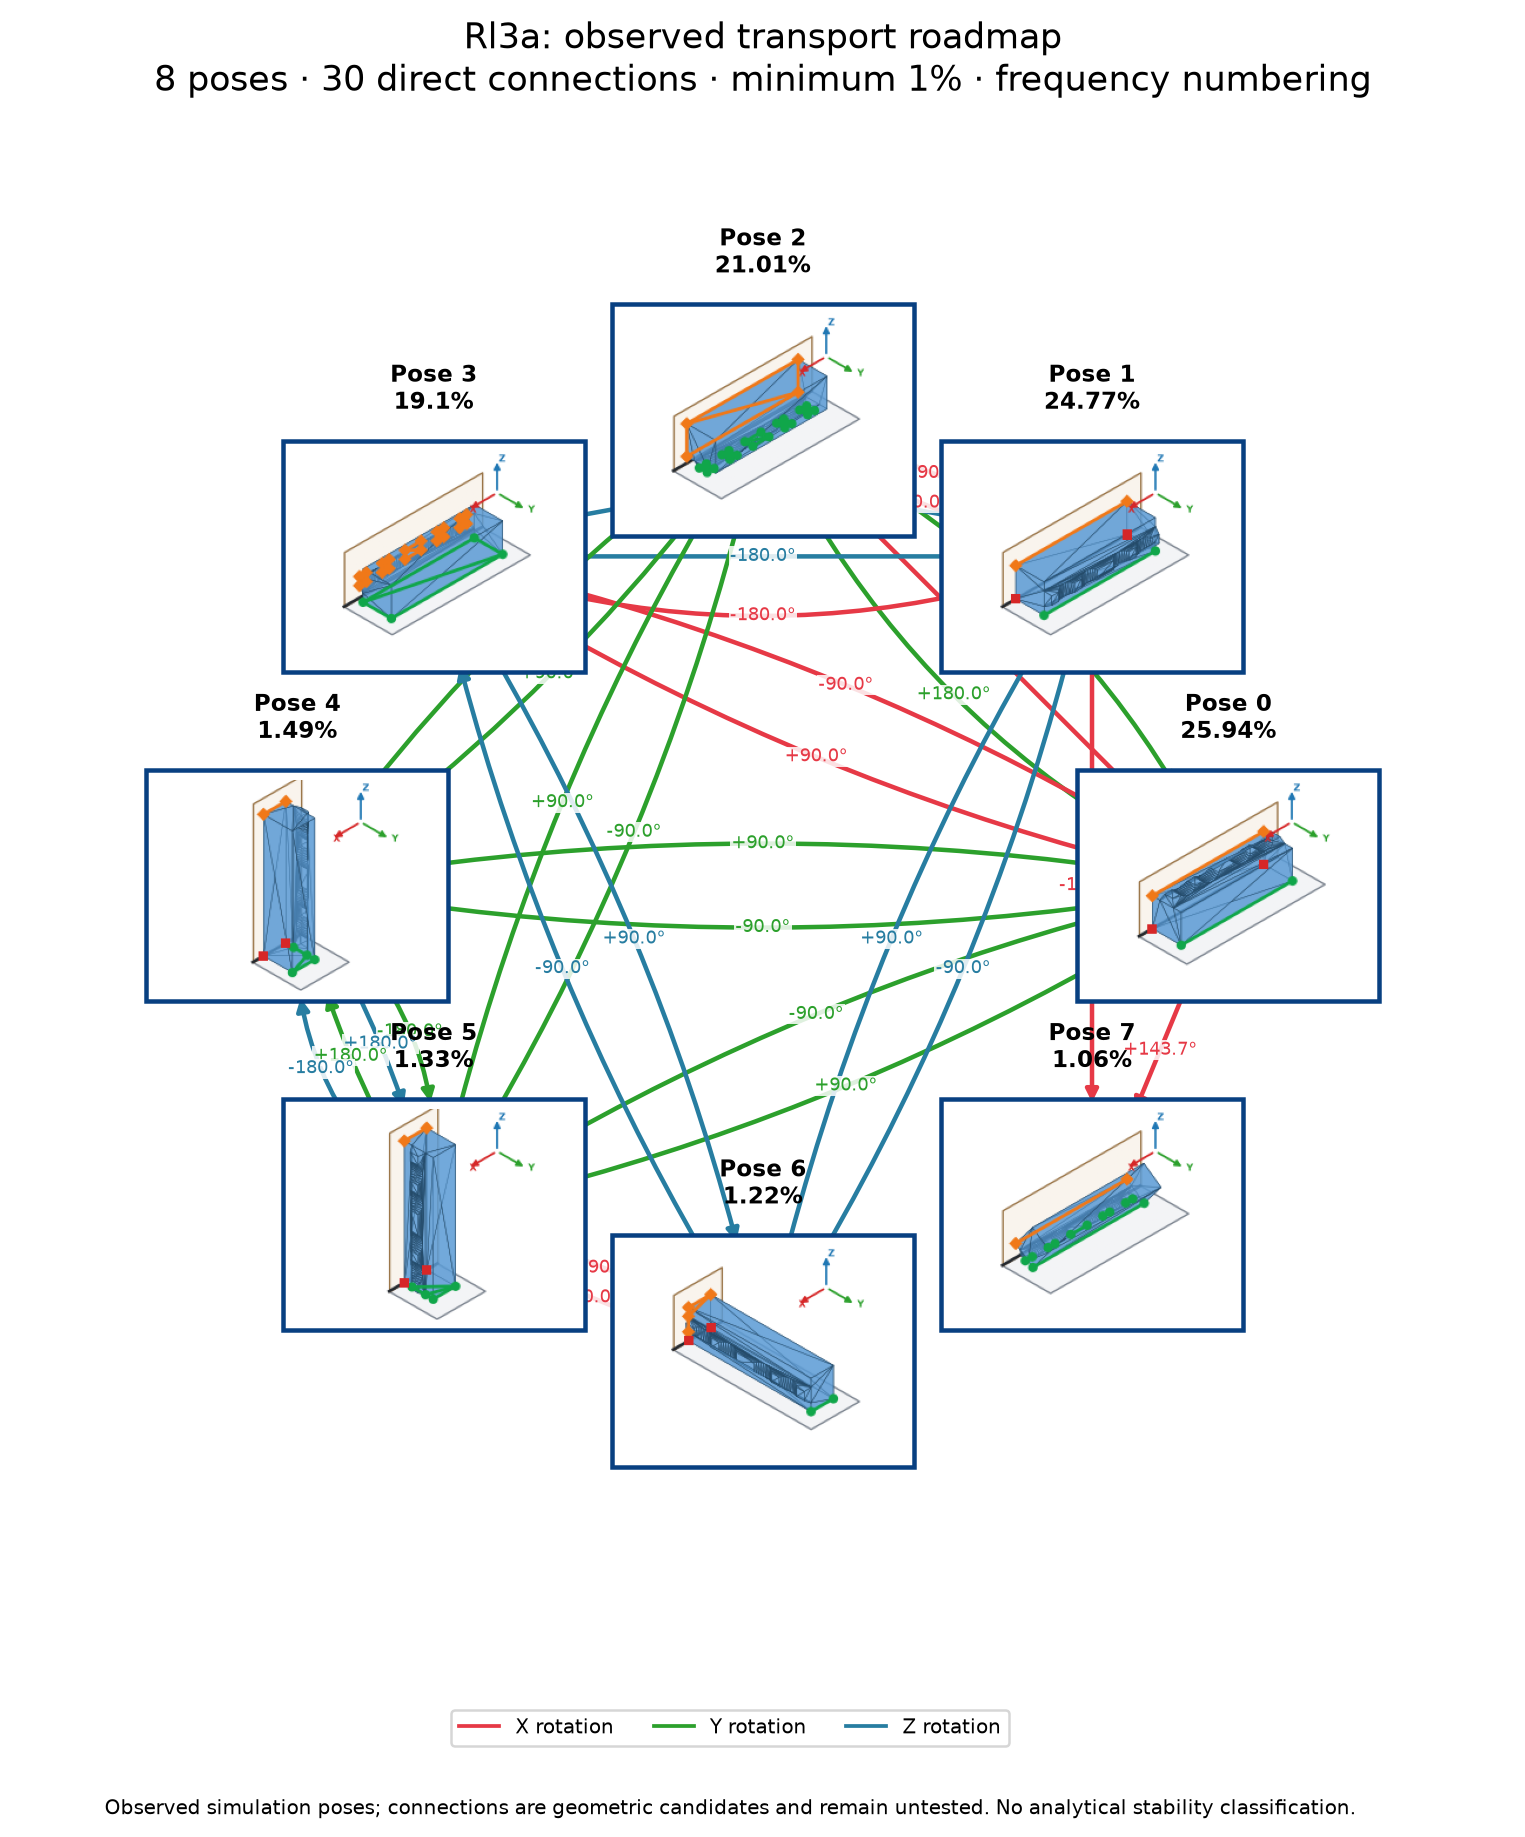 Rl3a: observed transport roadmap
8 poses · 30 direct connections · minimum 1% · frequency numbering
Pose 2
21.01%
Z
X
Y
Pose 3
19.1%
Z
X
Y
Pose 1
24.77%
Z
X
Y
-180.0°
-180.0°
-90.0°
+180.0°
+90.0°
Pose 4
1.49%
Z
X
Y
Pose 0
25.94%
Z
X
Y
+90.0°
-90.0°
+90.0°
-90.0°
+90.0°
-90.0°
+90.0°
-90.0°
-90.0°
+90.0°
-90.0°
+180.0°
-180.0°
Pose 5
1.33%
Z
X
Y
Pose 7
1.06%
+143.7°
Z
X
Y
Pose 6
1.22%
Z
X
Y
X rotation
Y rotation
Z rotation
Observed simulation poses; connections are geometric candidates and remain untested. No analytical stability classification.